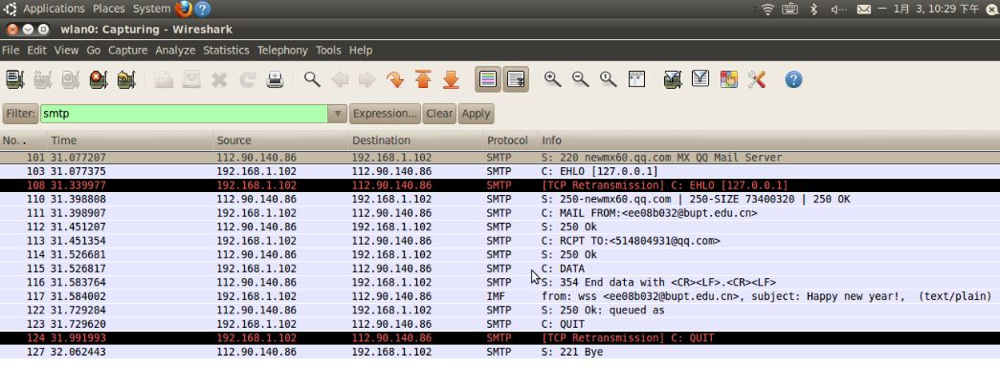 Applications Places System 一 1月 3, 10:29 下午
wlan0: Capturing - Wireshark
File Edit View Go Capture Analyze Statistics Telephony Tools Help
Filter: smtp Expression... Clear Apply
No. . Time Source Destination Protocol Info
101 31.077207 112.90.140.86 192.168.1.102 SMTP S: 220 newmx60.qq.com MX QQ Mail Server
103 31.077375 192.168.1.102 112.90.140.86 SMTP C: EHLO [127.0.0.1]
108 31.339977 192.168.1.102 112.90.140.86 SMTP [TCP Retransmission] C: EHLO [127.0.0.1]
110 31.398808 112.90.140.86 192.168.1.102 SMTP S: 250-newmx60.qq.com | 250-SIZE 73400320 | 250 OK
111 31.398907 192.168.1.102 112.90.140.86 SMTP C: MAIL FROM:<ee08b032@bupt.edu.cn>
112 31.451207 112.90.140.86 192.168.1.102 SMTP S: 250 Ok
113 31.451354 192.168.1.102 112.90.140.86 SMTP C: RCPT TO:<514804931@qq.com>
114 31.526681 112.90.140.86 192.168.1.102 SMTP S: 250 Ok
115 31.526817 192.168.1.102 112.90.140.86 SMTP C: DATA
116 31.583764 112.90.140.86 192.168.1.102 SMTP S: 354 End data with <CR><LF>.<CR><LF>
117 31.584002 192.168.1.102 112.90.140.86 IMF from: wss <ee08b032@bupt.edu.cn>, subject: Happy new year!, (text/plain)
122 31.729284 112.90.140.86 192.168.1.102 SMTP S: 250 Ok: queued as
123 31.729620 192.168.1.102 112.90.140.86 SMTP C: QUIT
124 31.991993 192.168.1.102 112.90.140.86 SMTP [TCP Retransmission] C: QUIT
127 32.062443 112.90.140.86 192.168.1.102 SMTP S: 221 Bye